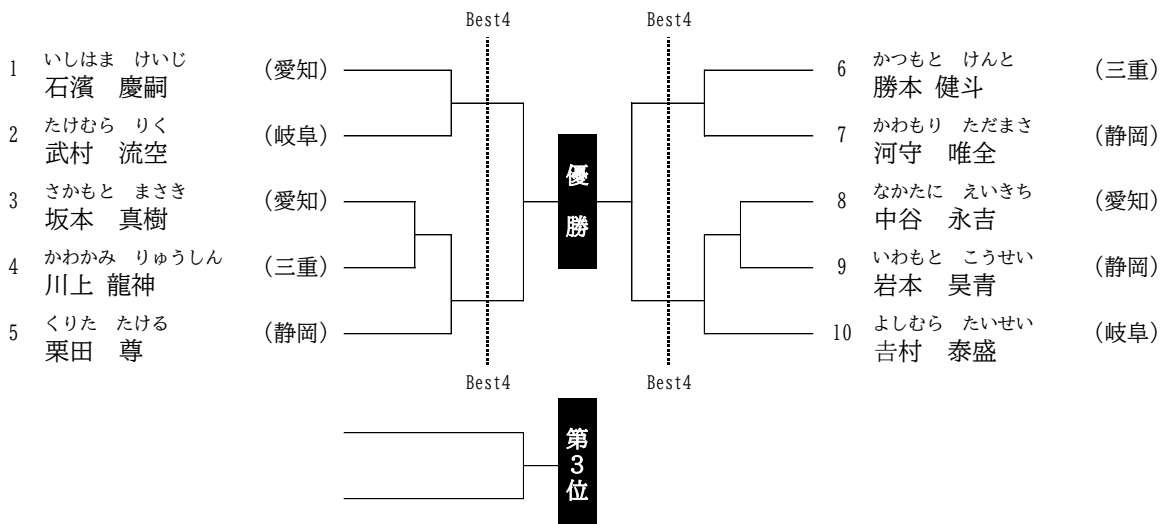 Best4
Best4
いしはま けいじ
1 石濱 慶嗣 (愛知)
たけむら りく
2 武村 流空 (岐阜)
さかもと まさき
3 坂本 真樹 (愛知)
かわかみ りゅうしん
4 川上 龍神 (三重)
くりた たける
5 栗田 尊 (静岡)
優勝
かつもと けんと
6 勝本 健斗 (三重)
かわもり ただまさ
7 河守 唯全 (静岡)
なかたに えいきち
8 中谷 永吉 (愛知)
いわもと こうせい
9 岩本 昊青 (静岡)
よしむら たいせい
10 𠮷村 泰盛 (岐阜)
Best4
Best4
第3位